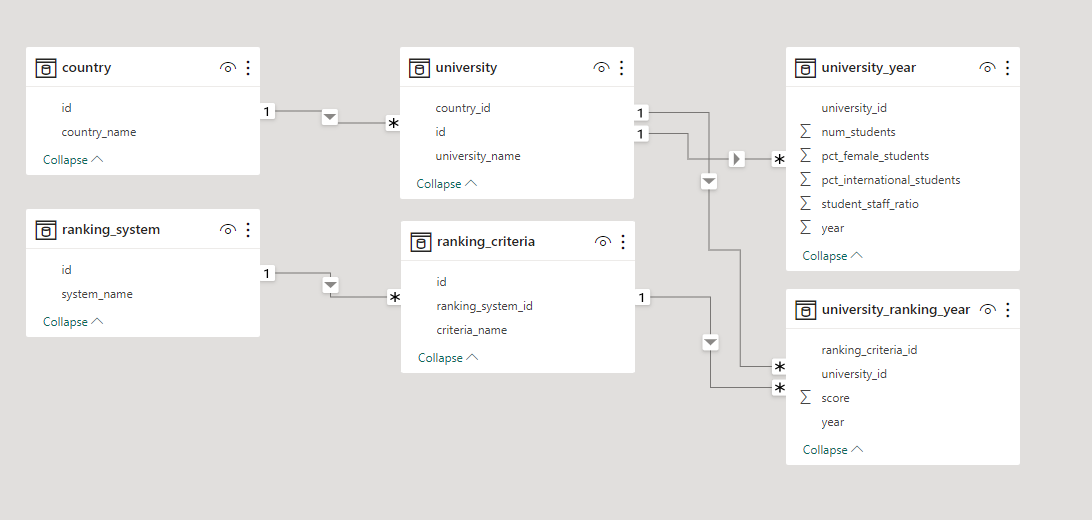 country
id
country_name
Collapse
1
*
university
country_id
id
university_name
Collapse
1
1
*
university_year
university_id
∑ num_students
∑ pct_female_students
∑ pct_international_students
∑ student_staff_ratio
∑ year
Collapse
ranking_system
id
system_name
Collapse
1
*
ranking_criteria
id
ranking_system_id
criteria_name
Collapse
1
*
*
university_ranking_year
ranking_criteria_id
university_id
∑ score
year
Collapse